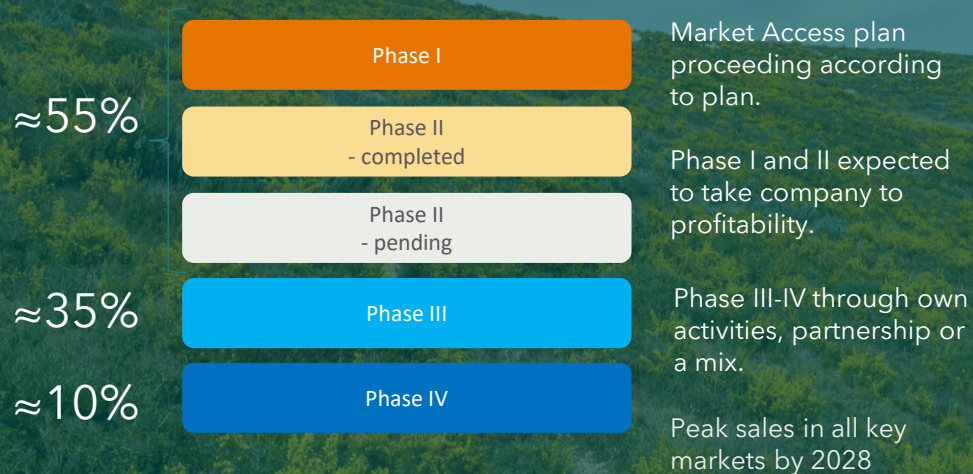 ≈55%
Phase I
Phase II
- completed
Phase II
- pending
≈35%
Phase III
≈10%
Phase IV
Market Access plan
proceeding according
to plan.
Phase I and II expected
to take company to
profitability.
Phase III-IV through own
activities, partnership or
a mix.
Peak sales in all key
markets by 2028